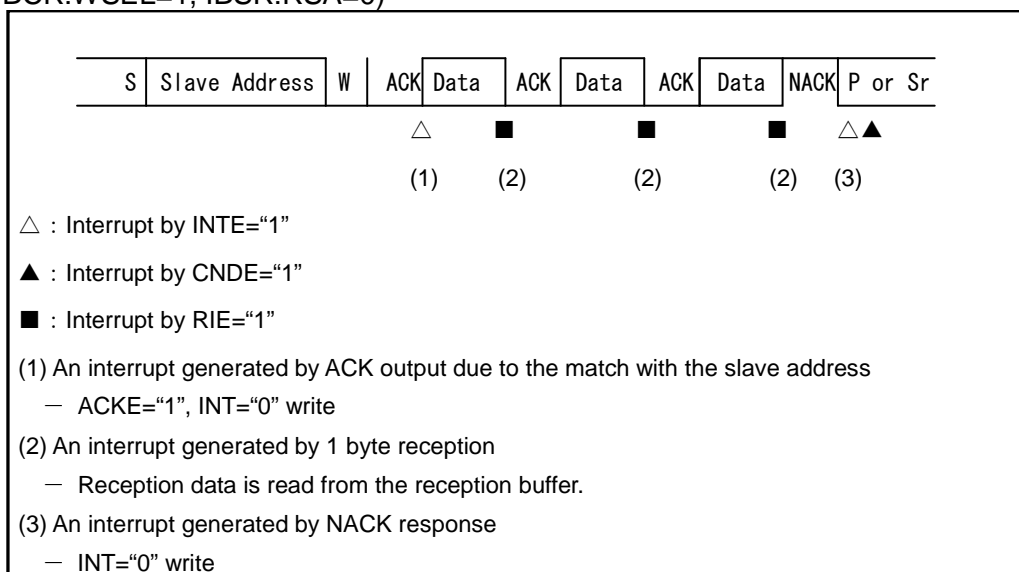 S Slave Address W ACK Data ACK Data ACK Data NACK P or Sr
△ ■ ■ ■ △▲
(1) (2) (2) (2) (3)
△ : Interrupt by INTE=“1”
▲ : Interrupt by CNDE=“1”
■ : Interrupt by RIE=“1”
(1) An interrupt generated by ACK output due to the match with the slave address
－ ACKE=“1”, INT=“0” write
(2) An interrupt generated by 1 byte reception
－ Reception data is read from the reception buffer.
(3) An interrupt generated by NACK response
－ INT=“0” write